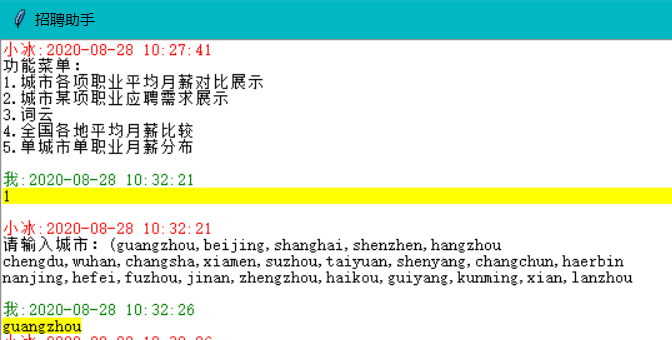 招聘助手
小冰:2020-08-28 10:27:41
功能菜单:
1.城市各项职业平均月薪对比展示
2.城市某项职业应聘需求展示
3.词云
4.全国各地平均月薪比较
5.单城市单职业月薪分布
我:2020-08-28 10:32:21
1
小冰:2020-08-28 10:32:21
请输入城市: (guangzhou,beijing,shanghai,shenzhen,hangzhou
chengdu,wuhan,changsha,xiamen,suzhou,taiyuan,shenyang,changchun,haerbin
nanjing,hefei,fuzhou,jinan,zhengzhou,haikou,guiyang,kunming,xian,lanzhou
我:2020-08-28 10:32:26
guangzhou